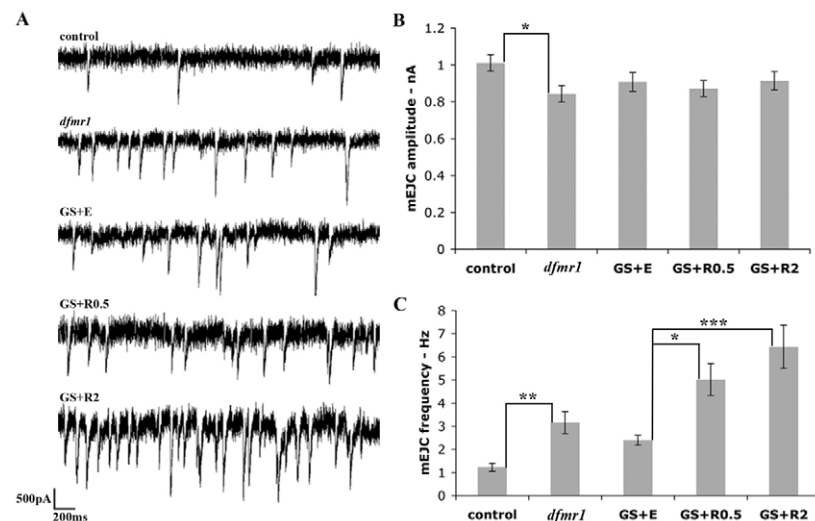 A
control
dfmr1
GS+E
GS+R0.5
GS+R2
500pA
200ms
B
mEJC amplitude - nA
1.2
1
0.8
0.6
0.4
0.2
0
*
control dfmr1 GS+E GS+R0.5 GS+R2
C
mEJC frequency - Hz
8
7
6
5
4
3
2
1
0
**
*
***
control dfmr1 GS+E GS+R0.5 GS+R2